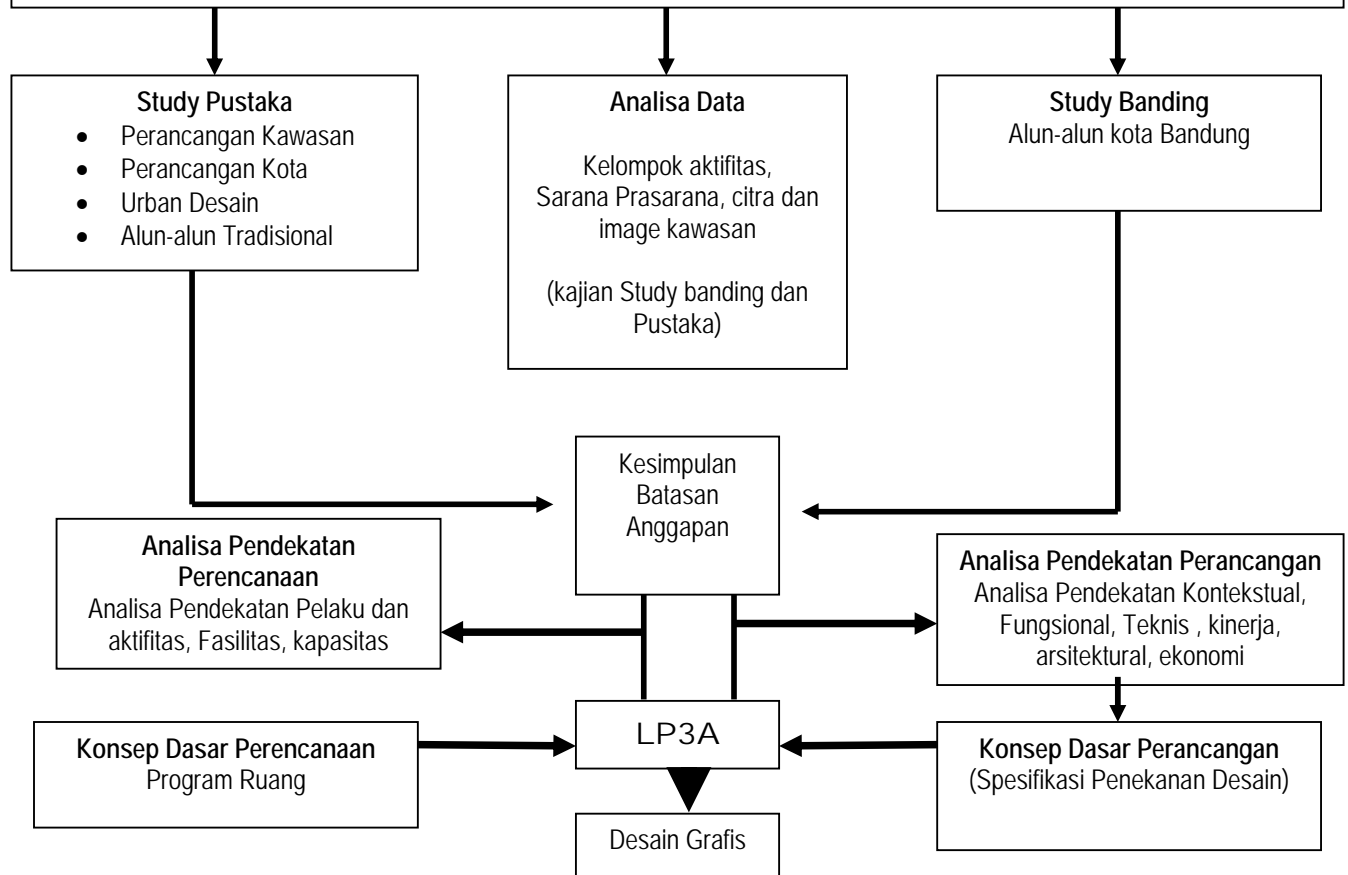 Study Pustaka
• Perancangan Kawasan
• Perancangan Kota
• Urban Desain
• Alun-alun Tradisional
Analisa Data
Kelompok aktifitas,
Sarana Prasarana, citra dan
image kawasan
(kajian Study banding dan
Pustaka)
Study Banding
Alun-alun kota Bandung
Kesimpulan
Batasan
Anggapan
Analisa Pendekatan
Perencanaan
Analisa Pendekatan Pelaku dan
aktifitas, Fasilitas, kapasitas
Analisa Pendekatan Perancangan
Analisa Pendekatan Kontekstual,
Fungsional, Teknis , kinerja,
arsitektural, ekonomi
Konsep Dasar Perencanaan
Program Ruang
LP3A
Konsep Dasar Perancangan
(Spesifikasi Penekanan Desain)
Desain Grafis